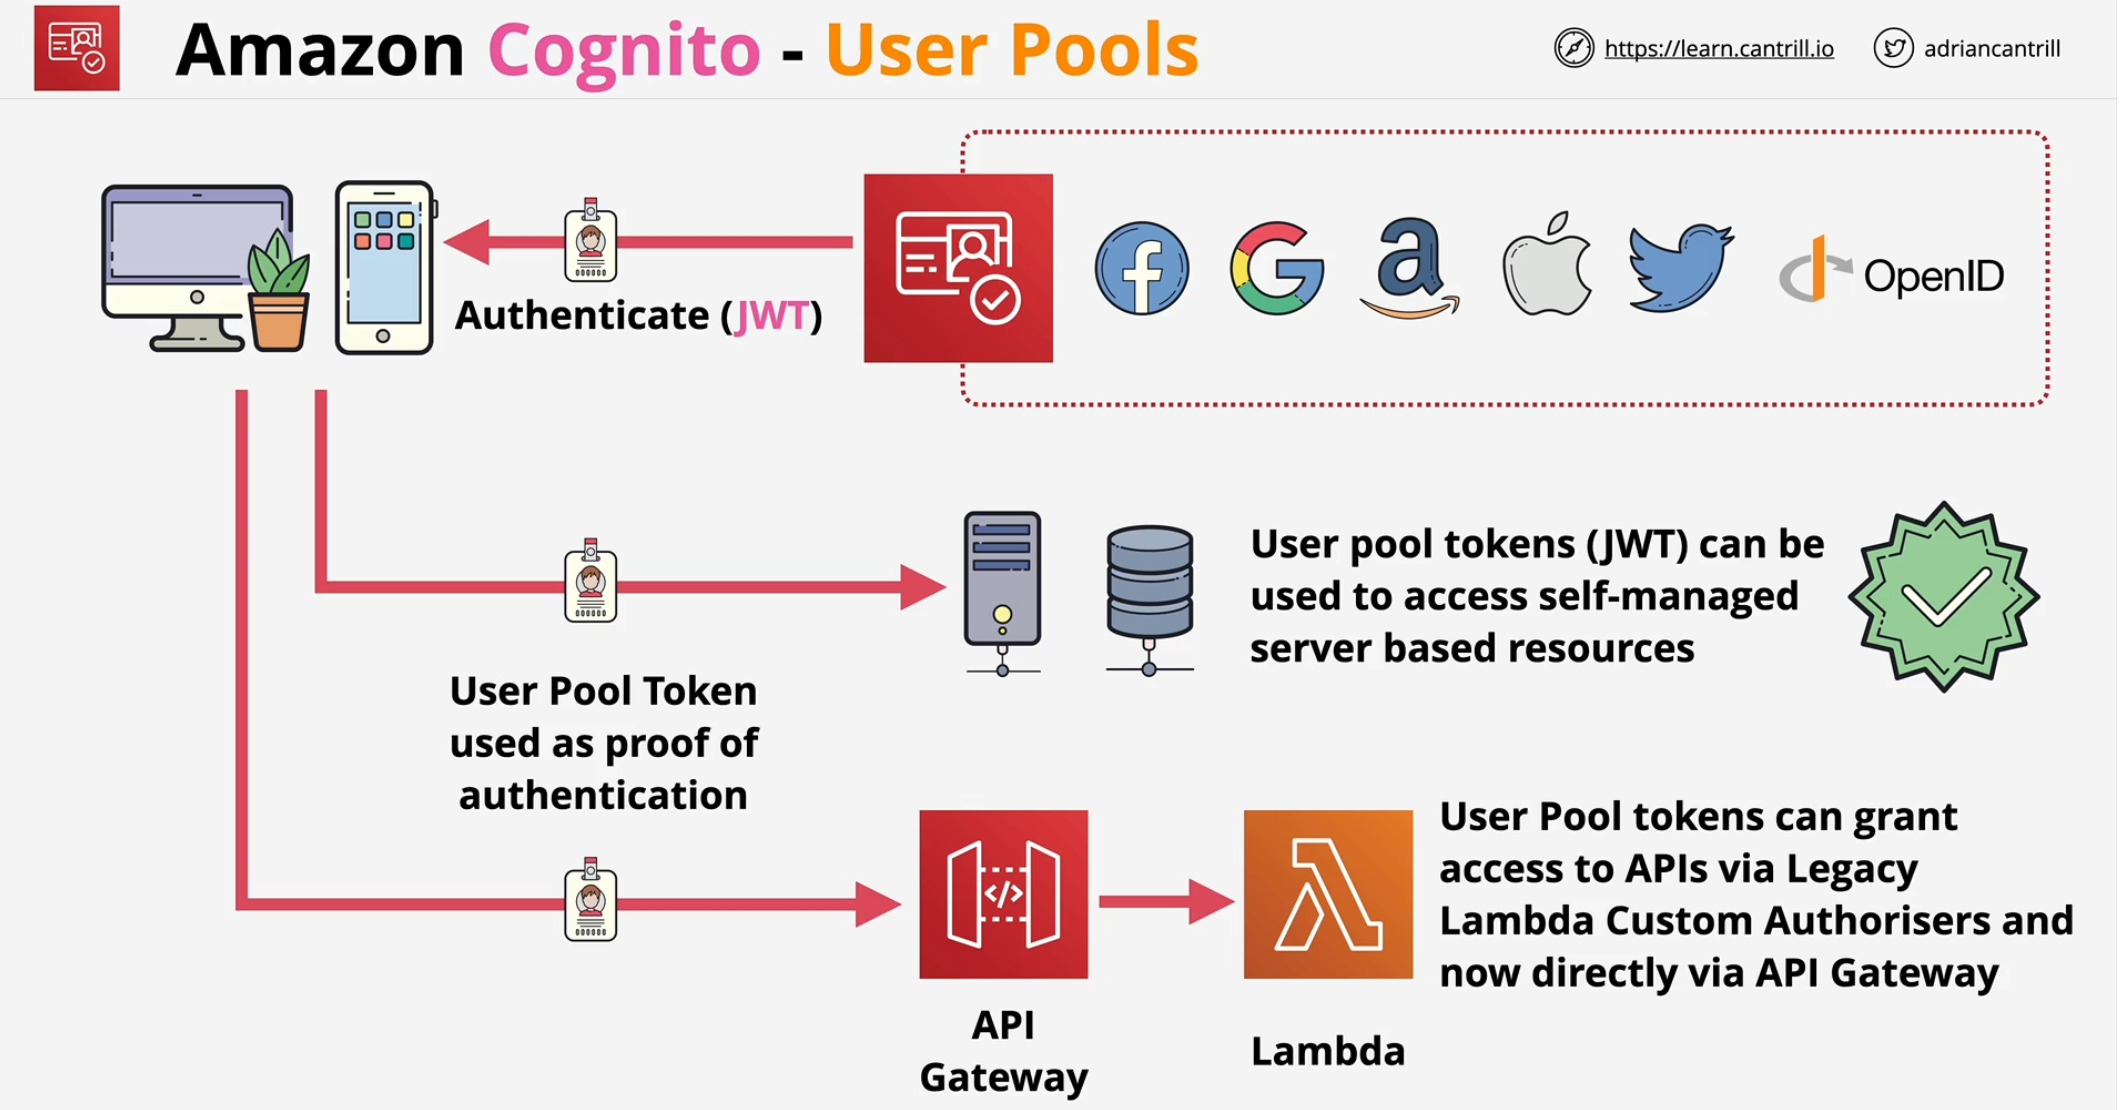 Amazon Cognito - User Pools
https://learn.cantrill.io
adriancantrill
Authenticate (JWT)
OpenID
User pool tokens (JWT) can be
used to access self-managed
server based resources
User Pool Token
used as proof of
authentication
User Pool tokens can grant
access to APIs via Legacy
Lambda Custom Authorisers and
now directly via API Gateway
API
Gateway
Lambda